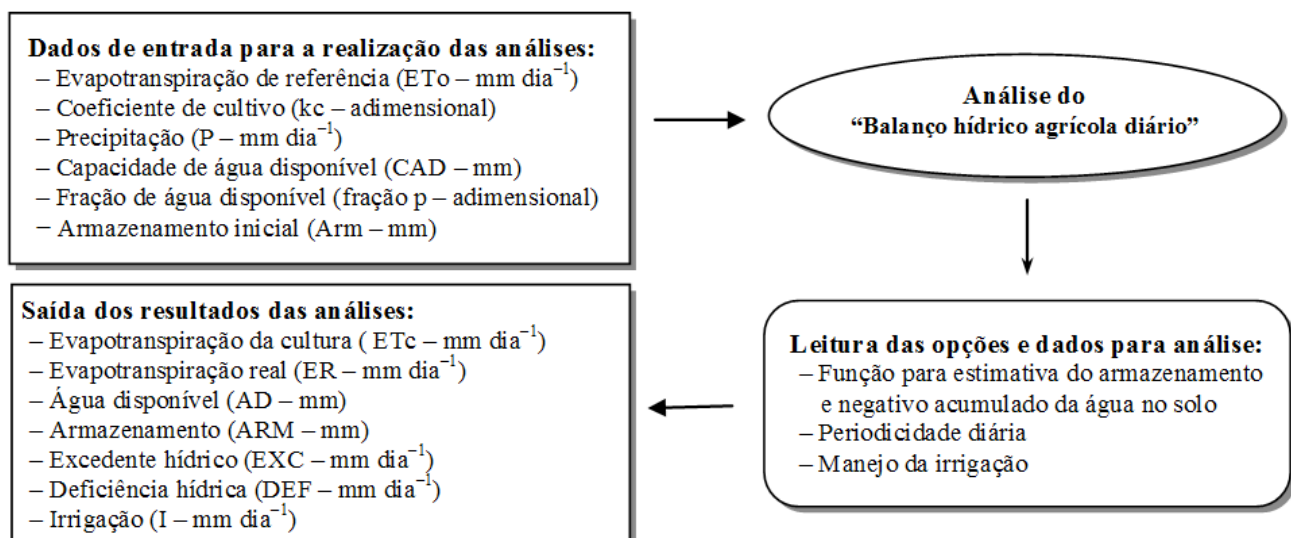 Dados de entrada para a realização das análises:
– Evapotranspiração de referência (ETo – mm dia⁻¹)
– Coeficiente de cultivo (kc – adimensional)
– Precipitação (P – mm dia⁻¹)
– Capacidade de água disponível (CAD – mm)
– Fração de água disponível (fração p – adimensional)
– Armazenamento inicial (Arm – mm)
Análise do
“Balanço hídrico agrícola diário”
Leitura das opções e dados para análise:
– Função para estimativa do armazenamento
e negativo acumulado da água no solo
– Periodicidade diária
– Manejo da irrigação
Saída dos resultados das análises:
– Evapotranspiração da cultura ( ETc – mm dia⁻¹)
– Evapotranspiração real (ER – mm dia⁻¹)
– Água disponível (AD – mm)
– Armazenamento (ARM – mm)
– Excedente hídrico (EXC – mm dia⁻¹)
– Deficiência hídrica (DEF – mm dia⁻¹)
– Irrigação (I – mm dia⁻¹)